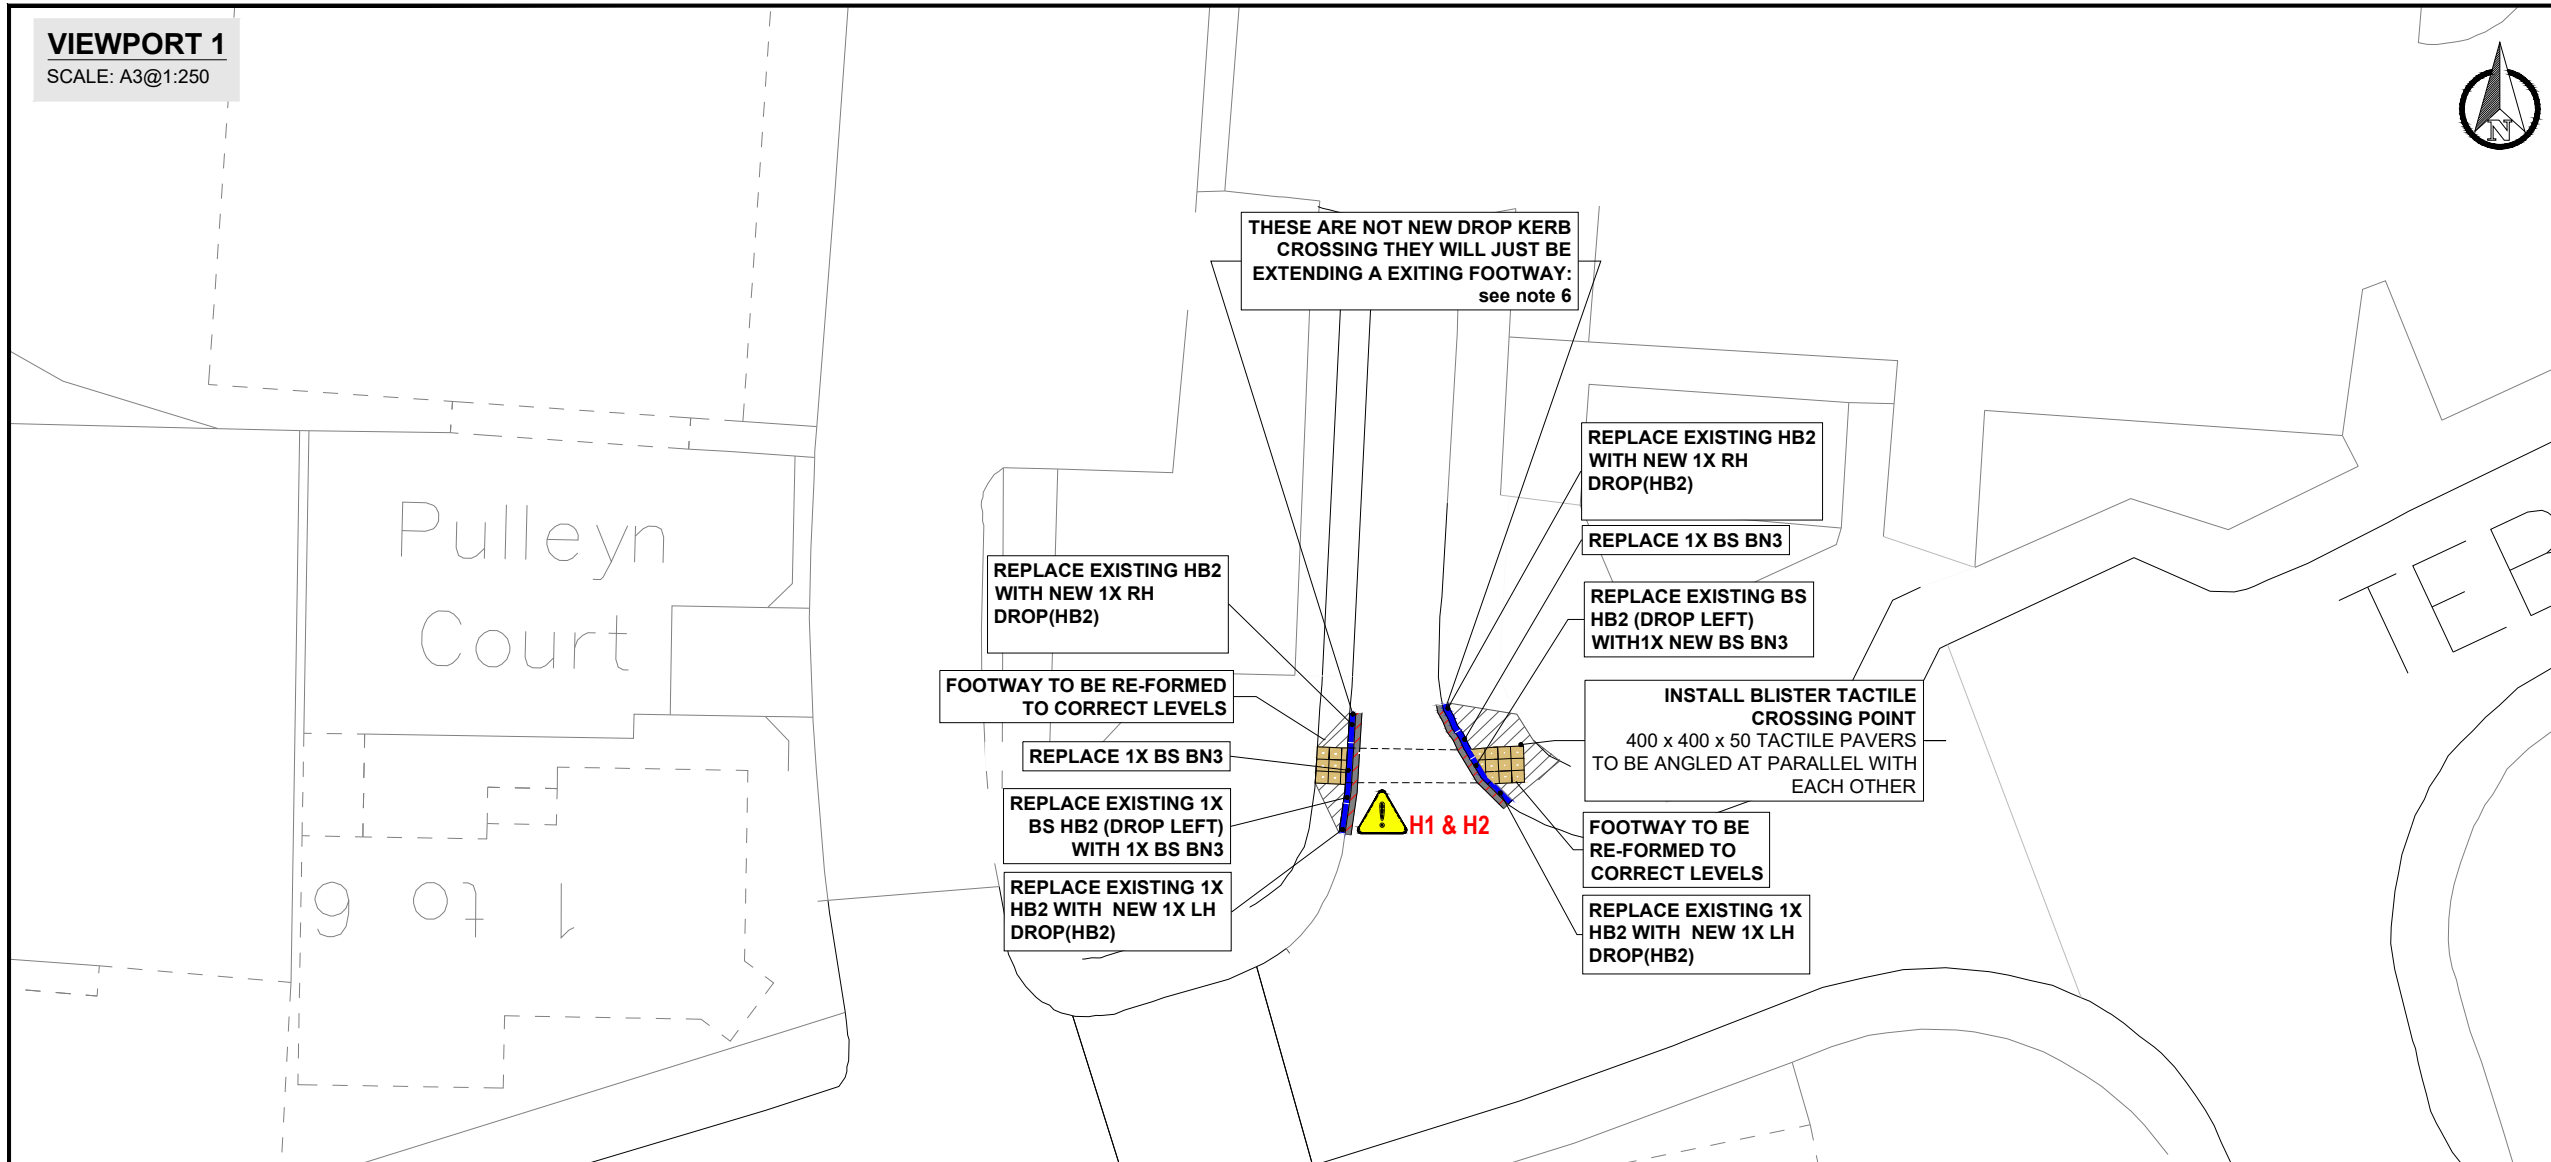 VIEWPORT 1
SCALE: A3@1:250
N
THESE ARE NOT NEW DROP KERB
CROSSING THEY WILL JUST BE
EXTENDING A EXITING FOOTWAY:
see note 6
REPLACE EXISTING HB2
WITH NEW 1X RH
DROP(HB2)
REPLACE 1X BS BN3
REPLACE EXISTING BS
HB2 (DROP LEFT)
WITH1X NEW BS BN3
INSTALL BLISTER TACTILE
CROSSING POINT
400 x 400 x 50 TACTILE PAVERS
TO BE ANGLED AT PARALLEL WITH
EACH OTHER
FOOTWAY TO BE
RE-FORMED TO
CORRECT LEVELS
REPLACE EXISTING 1X
HB2 WITH NEW 1X LH
DROP(HB2)
REPLACE EXISTING HB2
WITH NEW 1X RH
DROP(HB2)
FOOTWAY TO BE RE-FORMED
TO CORRECT LEVELS
REPLACE 1X BS BN3
REPLACE EXISTING 1X
BS HB2 (DROP LEFT)
WITH 1X BS BN3
REPLACE EXISTING 1X
HB2 WITH NEW 1X LH
DROP(HB2)
H1 & H2
Pulleyn
Court
1 to 6